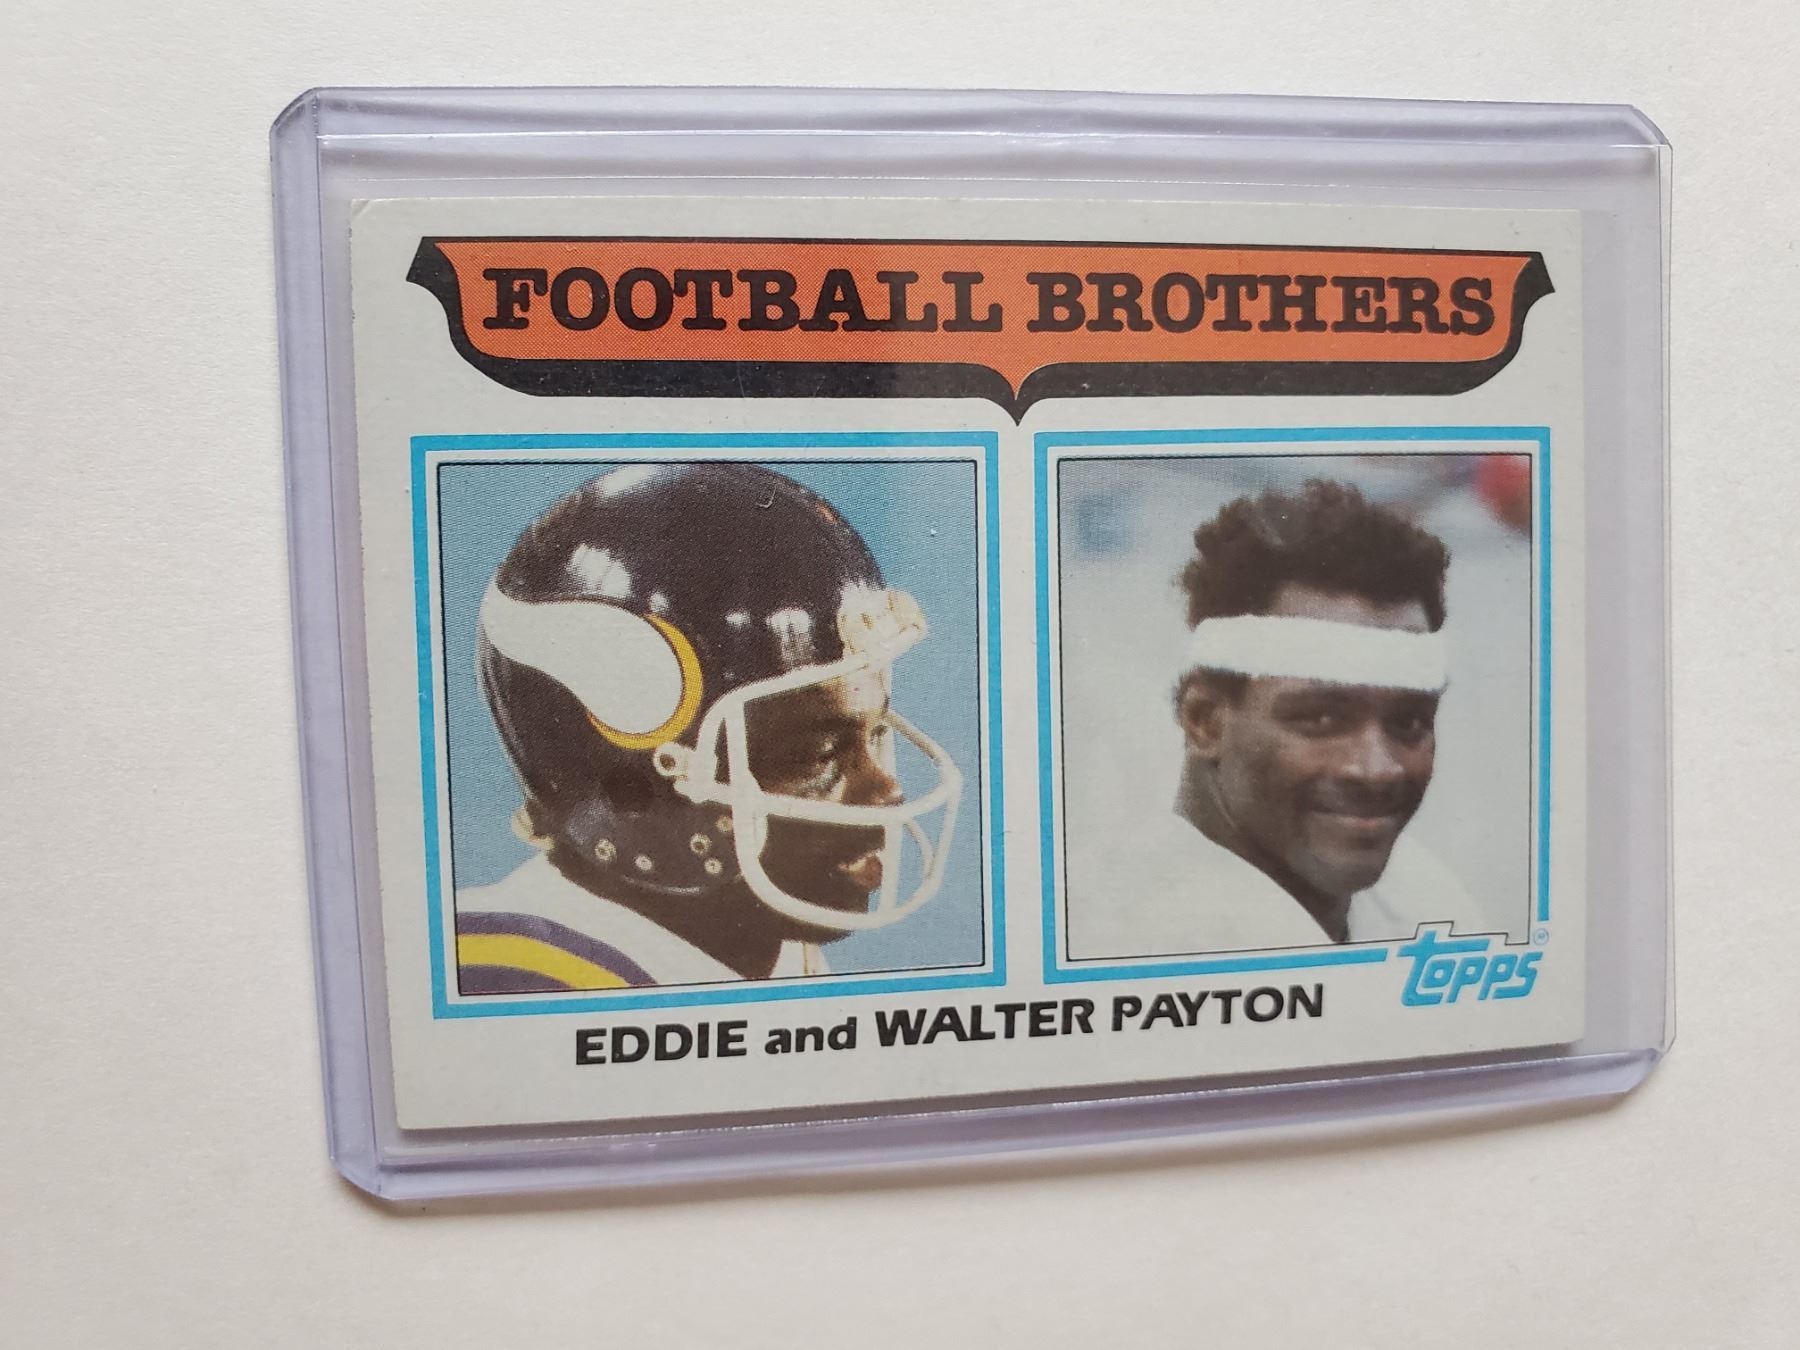 FOOTBALL BROTHERS
topps®
EDDIE and WALTER PAYTON